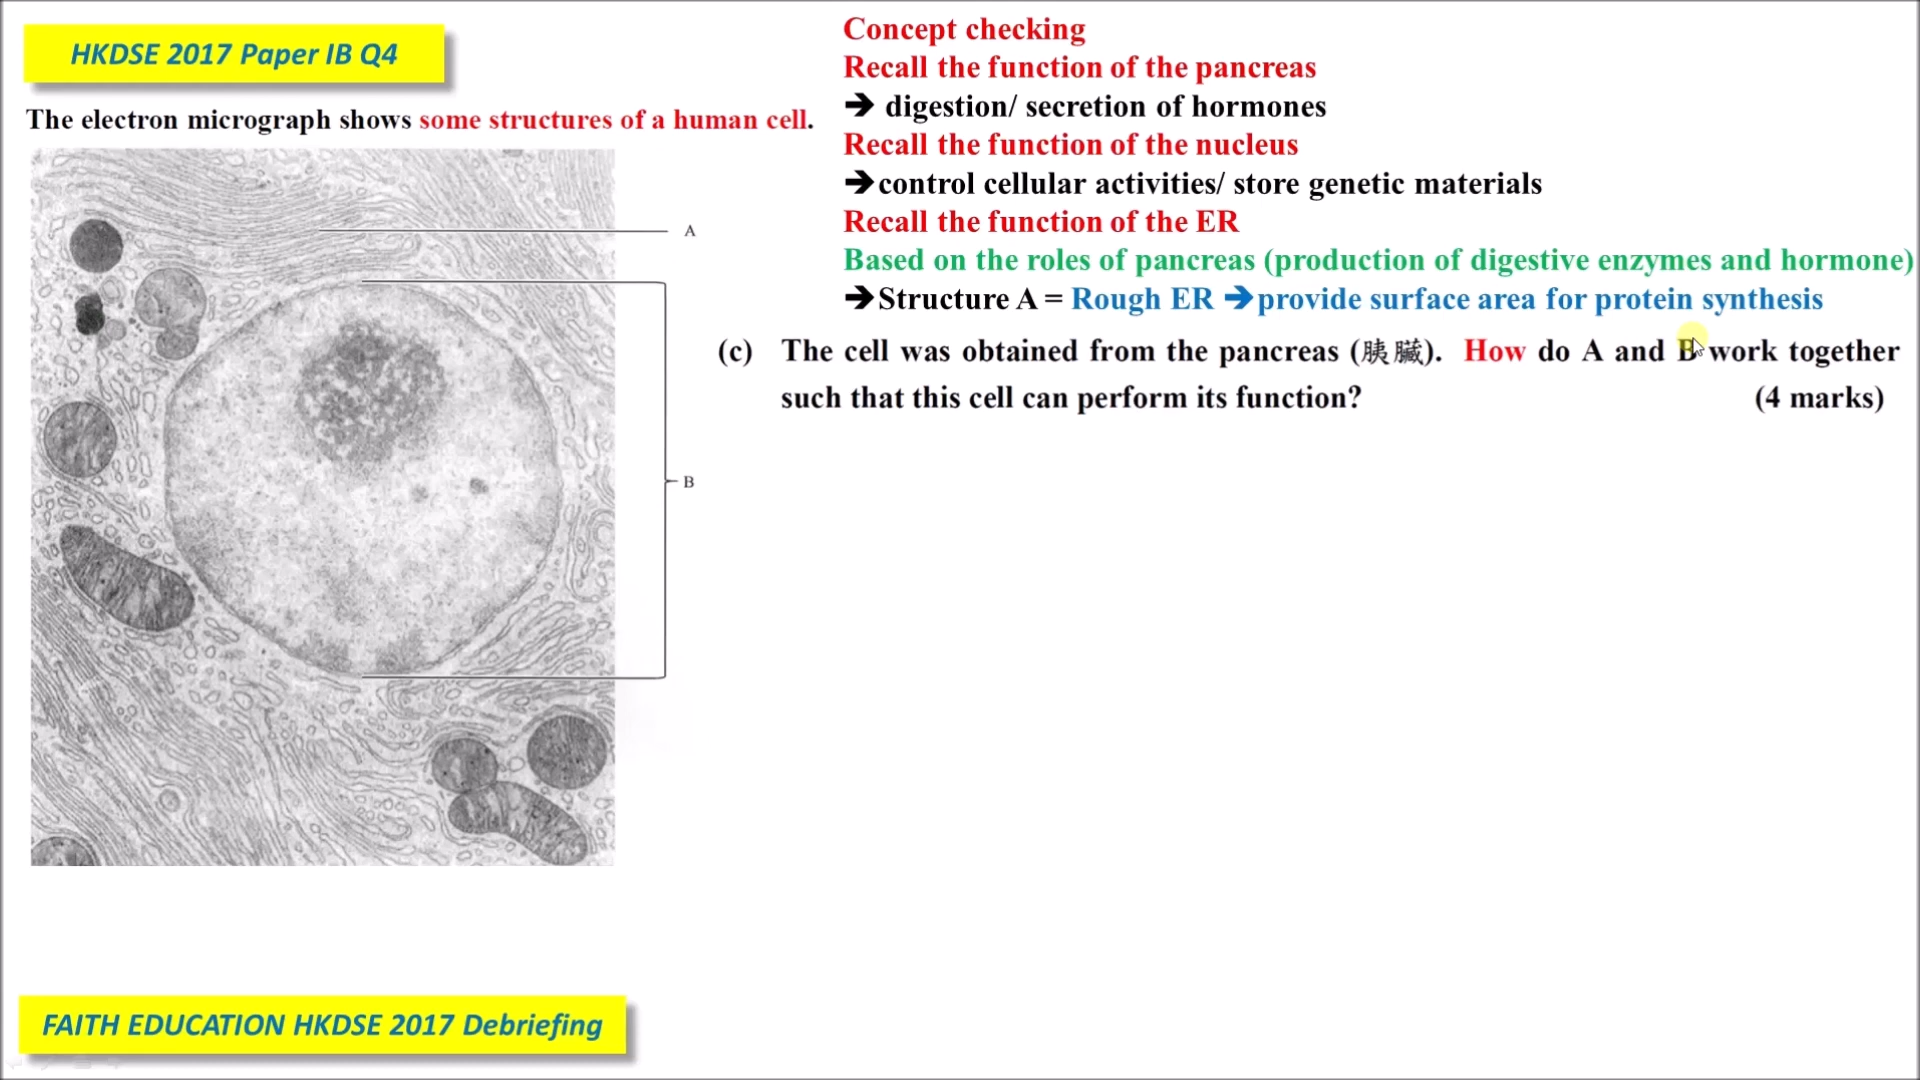 HKDSE 2017 Paper IB Q4
The electron micrograph shows some structures of a human cell.
A
B
Concept checking
Recall the function of the pancreas
➔ digestion/ secretion of hormones
Recall the function of the nucleus
➔control cellular activities/ store genetic materials
Recall the function of the ER
Based on the roles of pancreas (production of digestive enzymes and hormone)
➔Structure A = Rough ER ➔provide surface area for protein synthesis
(c) The cell was obtained from the pancreas (胰臟). How do A and B work together
such that this cell can perform its function? (4 marks)
FAITH EDUCATION HKDSE 2017 Debriefing